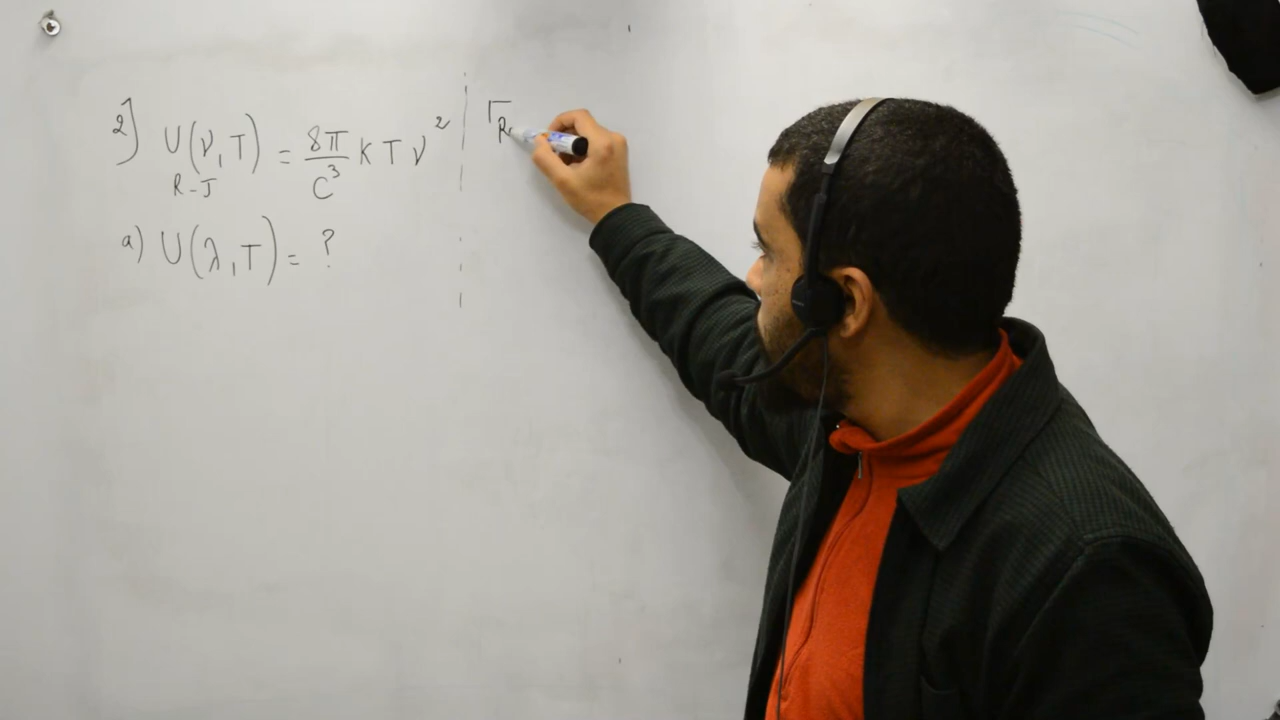 2) U(ν,T) = 8π/C³ K T ν²
R-J
a) U(λ,T) = ?